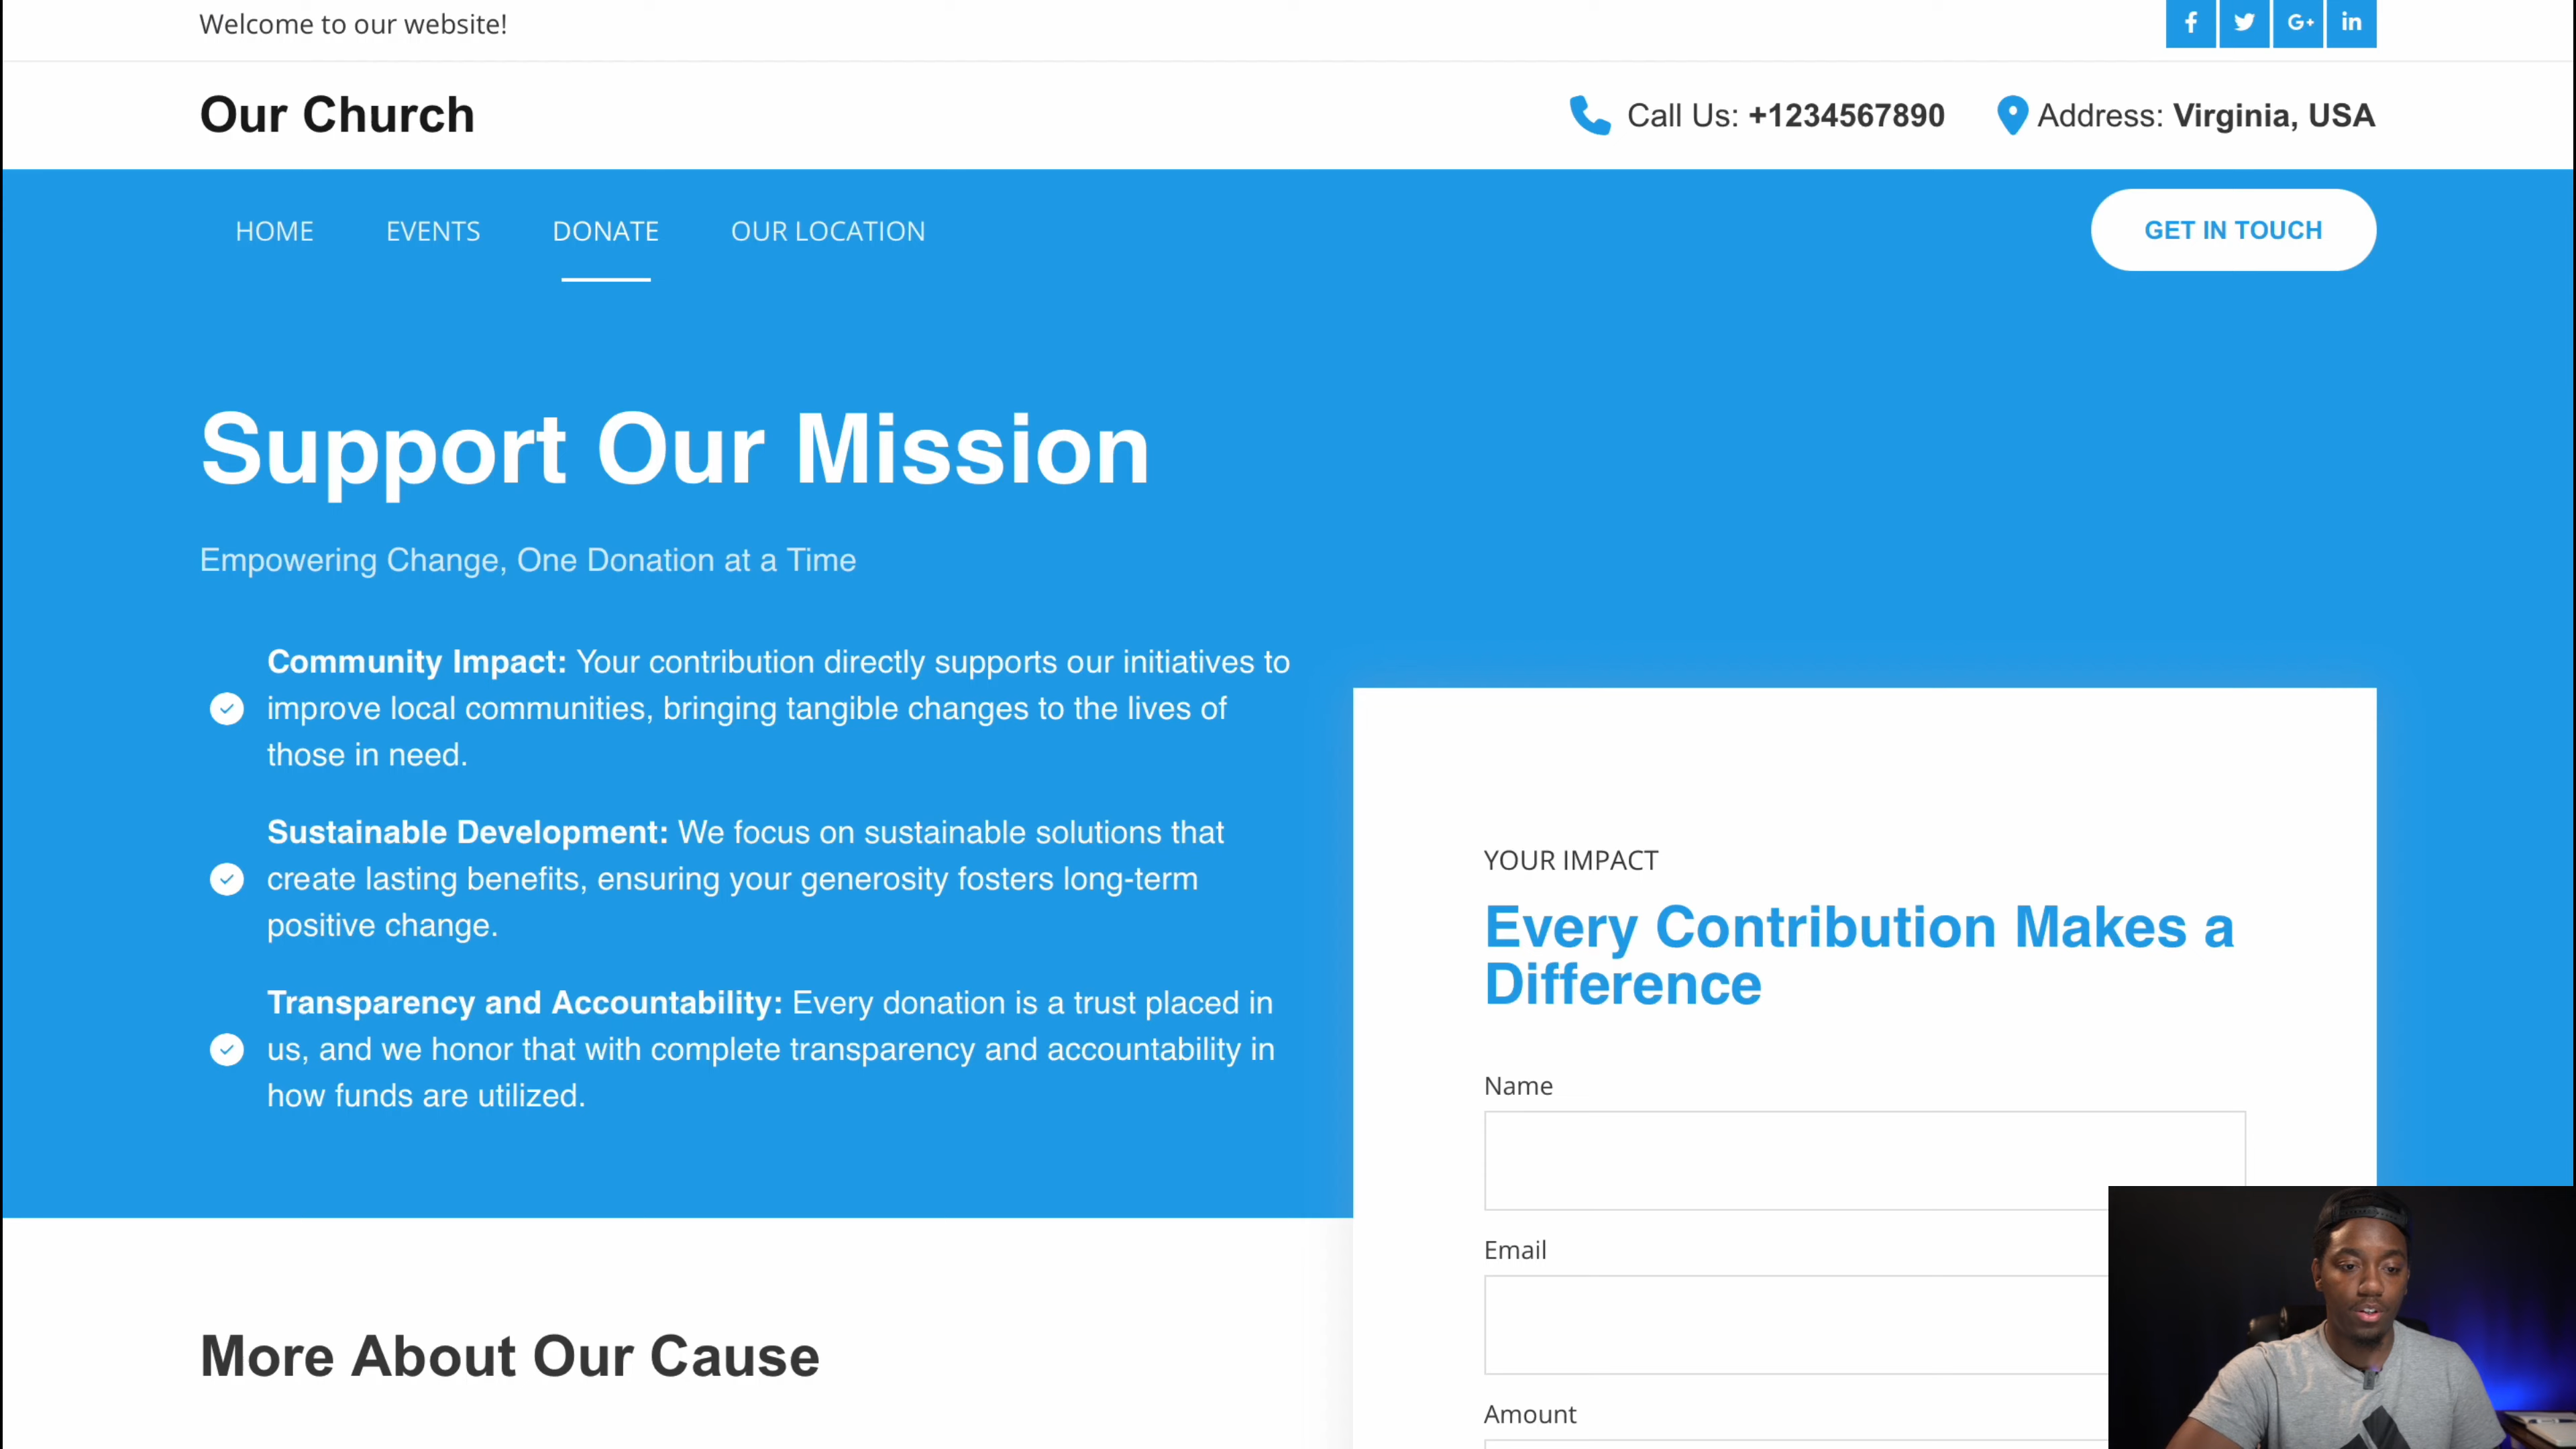 Welcome to our website!
Our Church
Call Us: +1234567890
Address: Virginia, USA
HOME
EVENTS
DONATE
OUR LOCATION
GET IN TOUCH
Support Our Mission
Empowering Change, One Donation at a Time
Community Impact: Your contribution directly supports our initiatives to
improve local communities, bringing tangible changes to the lives of
those in need.
Sustainable Development: We focus on sustainable solutions that
create lasting benefits, ensuring your generosity fosters long-term
positive change.
Transparency and Accountability: Every donation is a trust placed in
us, and we honor that with complete transparency and accountability in
how funds are utilized.
YOUR IMPACT
Every Contribution Makes a
Difference
Name
Email
Amount
More About Our Cause